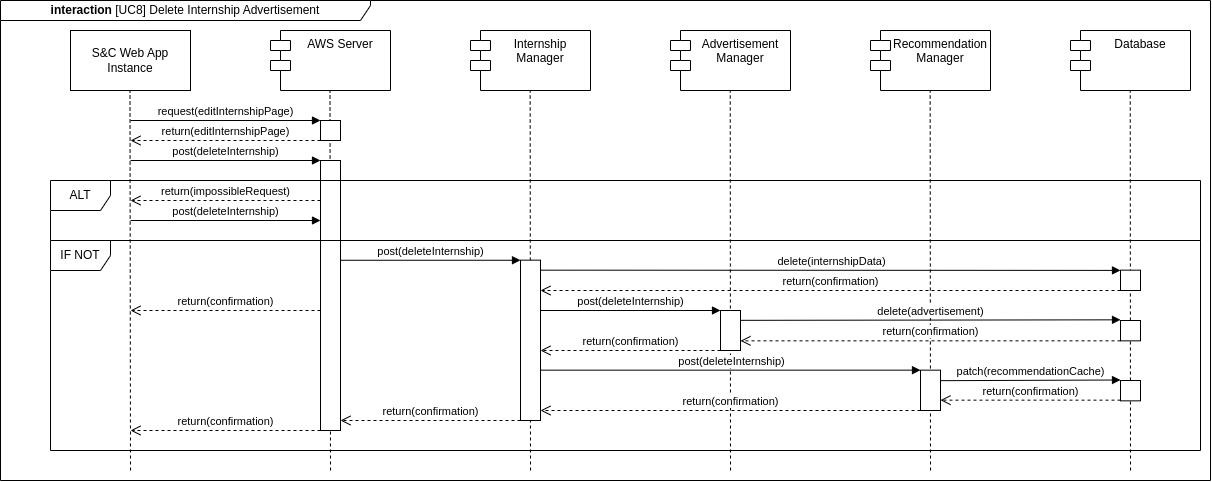 interaction [UC8] Delete Internship Advertisement
S&C Web App
Instance
AWS Server
Internship
Manager
Advertisement
Manager
Recommendation
Manager
Database
request(editInternshipPage)
return(editInternshipPage)
post(deleteInternship)
ALT
return(impossibleRequest)
post(deleteInternship)
IF NOT
post(deleteInternship)
delete(internshipData)
return(confirmation)
return(confirmation)
post(deleteInternship)
delete(advertisement)
return(confirmation)
return(confirmation)
post(deleteInternship)
patch(recommendationCache)
return(confirmation)
return(confirmation)
return(confirmation)
return(confirmation)